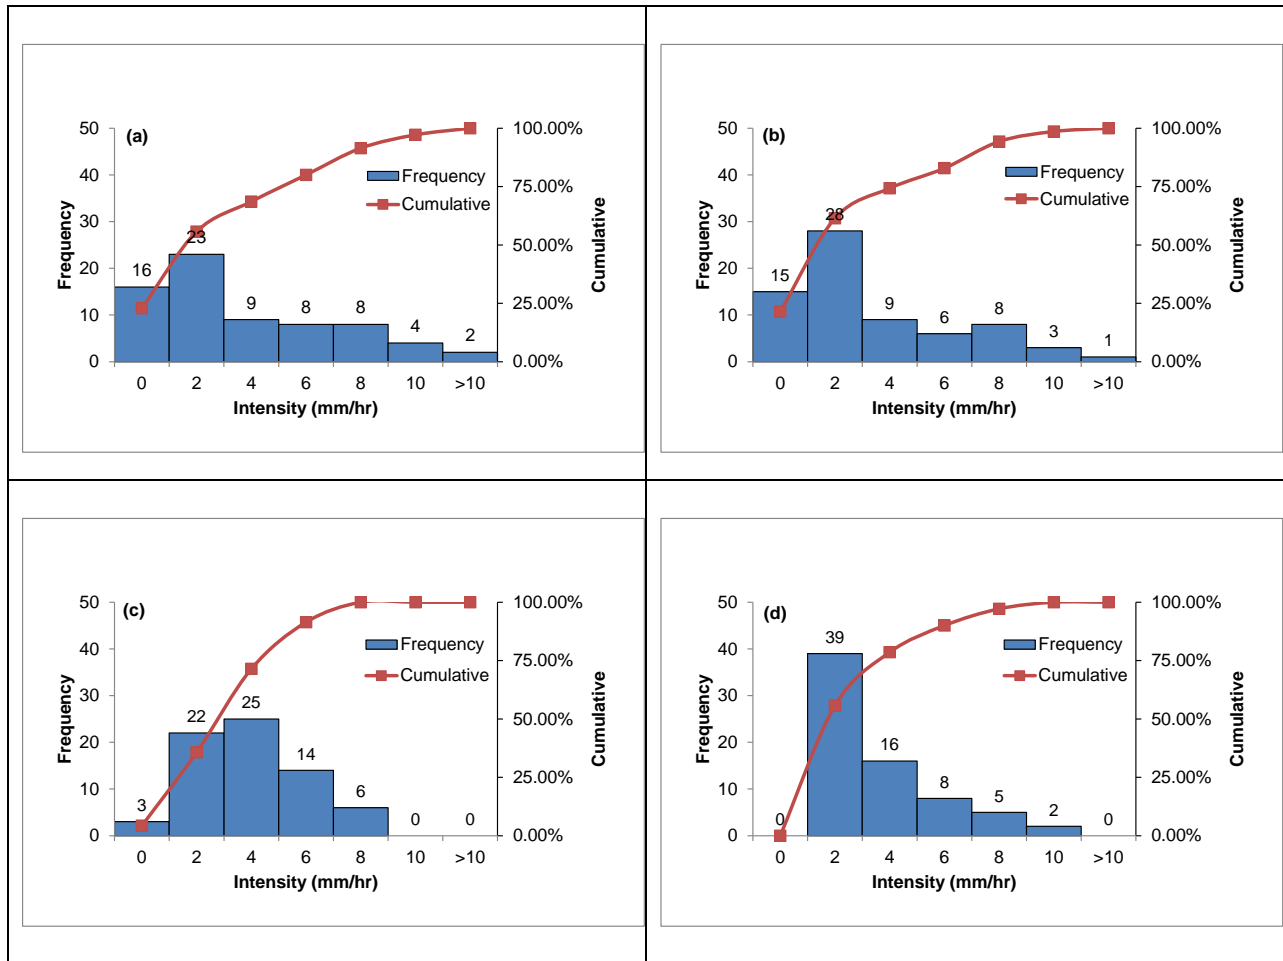 (a)
50
40
30
20
10
0
Frequency
16
23
9
8
8
4
2
0 2 4 6 8 10 >10
Intensity (mm/hr)
100.00%
75.00%
50.00%
25.00%
0.00%
Cumulative
Frequency
Cumulative
(b)
50
40
30
20
10
0
Frequency
15
28
9
6
8
3
1
0 2 4 6 8 10 >10
Intensity (mm/hr)
100.00%
75.00%
50.00%
25.00%
0.00%
Cumulative
Frequency
Cumulative
(c)
50
40
30
20
10
0
Frequency
3
22
25
14
6
0
0
0 2 4 6 8 10 >10
Intensity (mm/hr)
100.00%
75.00%
50.00%
25.00%
0.00%
Cumulative
Frequency
Cumulative
(d)
50
40
30
20
10
0
Frequency
0
39
16
8
5
2
0
0 2 4 6 8 10 >10
Intensity (mm/hr)
100.00%
75.00%
50.00%
25.00%
0.00%
Cumulative
Frequency
Cumulative